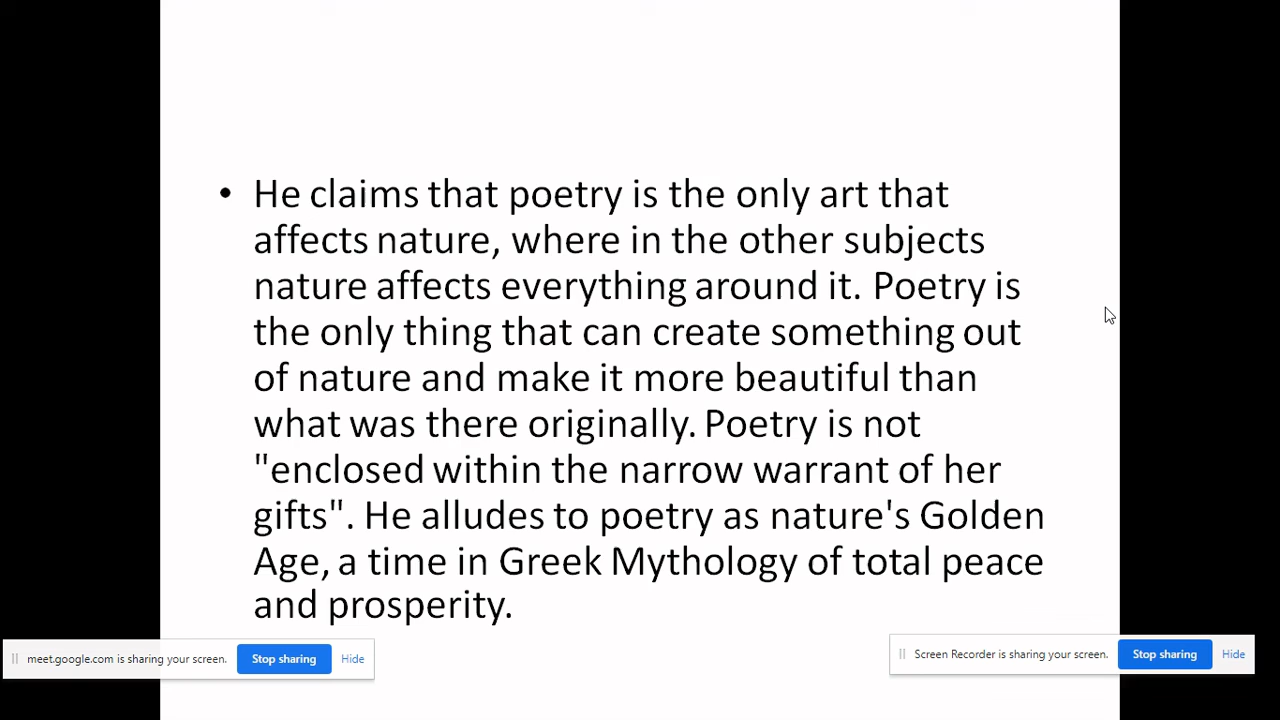 • He claims that poetry is the only art that
affects nature, where in the other subjects
nature affects everything around it. Poetry is
the only thing that can create something out
of nature and make it more beautiful than
what was there originally. Poetry is not
"enclosed within the narrow warrant of her
gifts". He alludes to poetry as nature's Golden
Age, a time in Greek Mythology of total peace
and prosperity.
meet.google.com is sharing your screen. Stop sharing Hide
Screen Recorder is sharing your screen. Stop sharing Hide